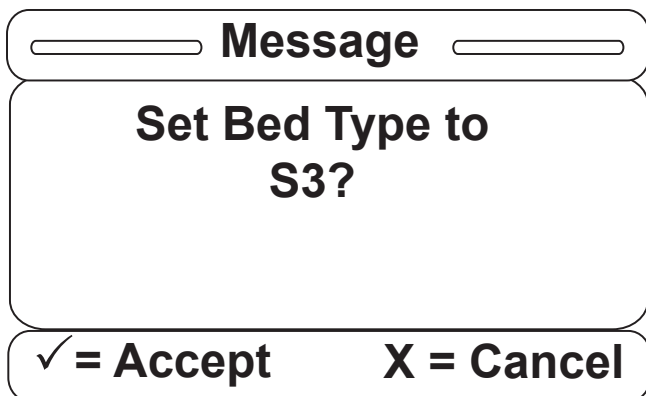 Message
Set Bed Type to
S3?
✓ = Accept X = Cancel